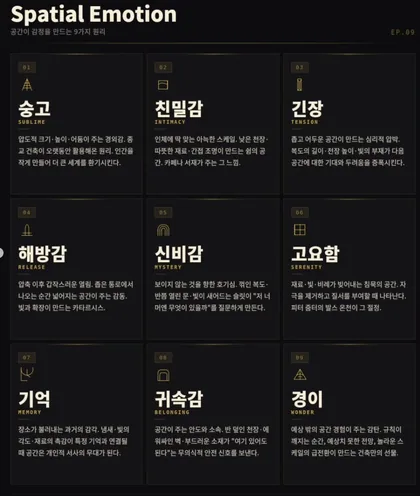 Spatial Emotion
공간이 감정을 만드는 9가지 원리
EP.09
01
숭고
SUBLIME
압도적 크기·높이·어둠이 주는 경외감. 종
교 건축이 오랫동안 활용해온 원리. 인간을
작게 만들어 더 큰 세계를 환기시킨다.
02
친밀감
INTIMACY
인체에 딱 맞는 아늑한 스케일. 낮은 천장·
따뜻한 재료·간접 조명이 만드는 쉼의 공
간. 카페나 서재가 주는 그 느낌.
03
긴장
TENSION
좁고 어두운 공간이 만드는 심리적 압박.
복도의 길이·천장 높이·빛의 부재가 다음
공간에 대한 기대와 두려움을 증폭시킨다.
04
해방감
RELEASE
압축 이후 갑작스러운 열림. 좁은 통로에서
나오는 순간 넓어지는 공간이 주는 감동.
빛과 확장이 만드는 카타르시스.
05
신비감
MYSTERY
보이지 않는 것을 향한 호기심. 꺾인 복도·
반쯤 열린 문·빛이 새어드는 슬릿이 "저 너
머엔 무엇이 있을까"를 질문하게 만든다.
06
고요함
SERENITY
재료·빛·비례가 빚어내는 침묵의 공간. 자
극을 제거하고 질서를 부여할 때 나타난다.
피터 줌터의 발스 온천이 그 절정.
07
기억
MEMORY
장소가 불러내는 과거의 감각. 냄새·빛의
각도·재료의 촉감이 특정 기억과 연결될
때 공간은 개인적 서사의 무대가 된다.
08
귀속감
BELONGING
공간이 주는 안도와 소속. 반 닫힌 천장·에
워싸인 벽·부드러운 소재가 "여기 있어도
된다"는 무의식적 안전 신호를 보낸다.
09
경이
WONDER
예상 밖의 공간 경험이 주는 감탄. 규칙이
깨지는 순간, 예상치 못한 전망, 놀라운 스
케일의 급전환이 만드는 건축만의 선물.